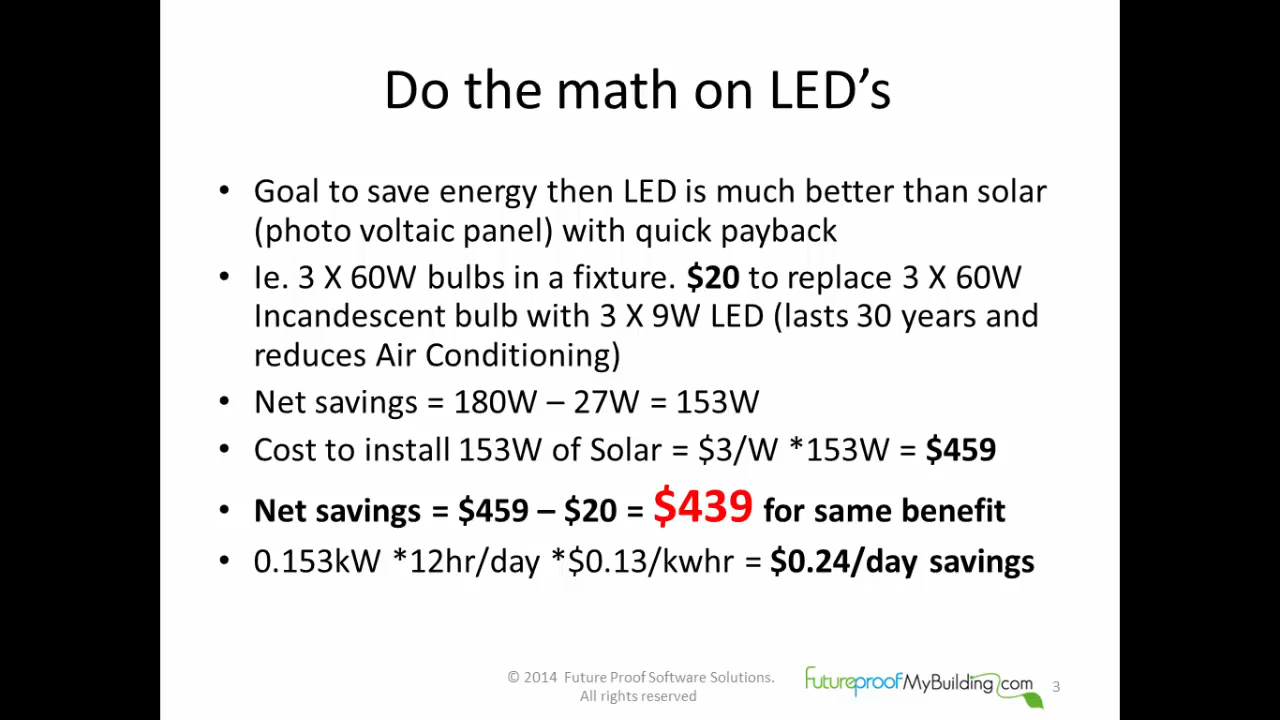 Do the math on LED’s
• Goal to save energy then LED is much better than solar
(photo voltaic panel) with quick payback
• Ie. 3 X 60W bulbs in a fixture. $20 to replace 3 X 60W
Incandescent bulb with 3 X 9W LED (lasts 30 years and
reduces Air Conditioning)
• Net savings = 180W – 27W = 153W
• Cost to install 153W of Solar = $3/W *153W = $459
• Net savings = $459 – $20 = $439 for same benefit
• 0.153kW *12hr/day *$0.13/kwhr = $0.24/day savings
© 2014 Future Proof Software Solutions.
All rights reserved
futureproofMyBuilding.com
3